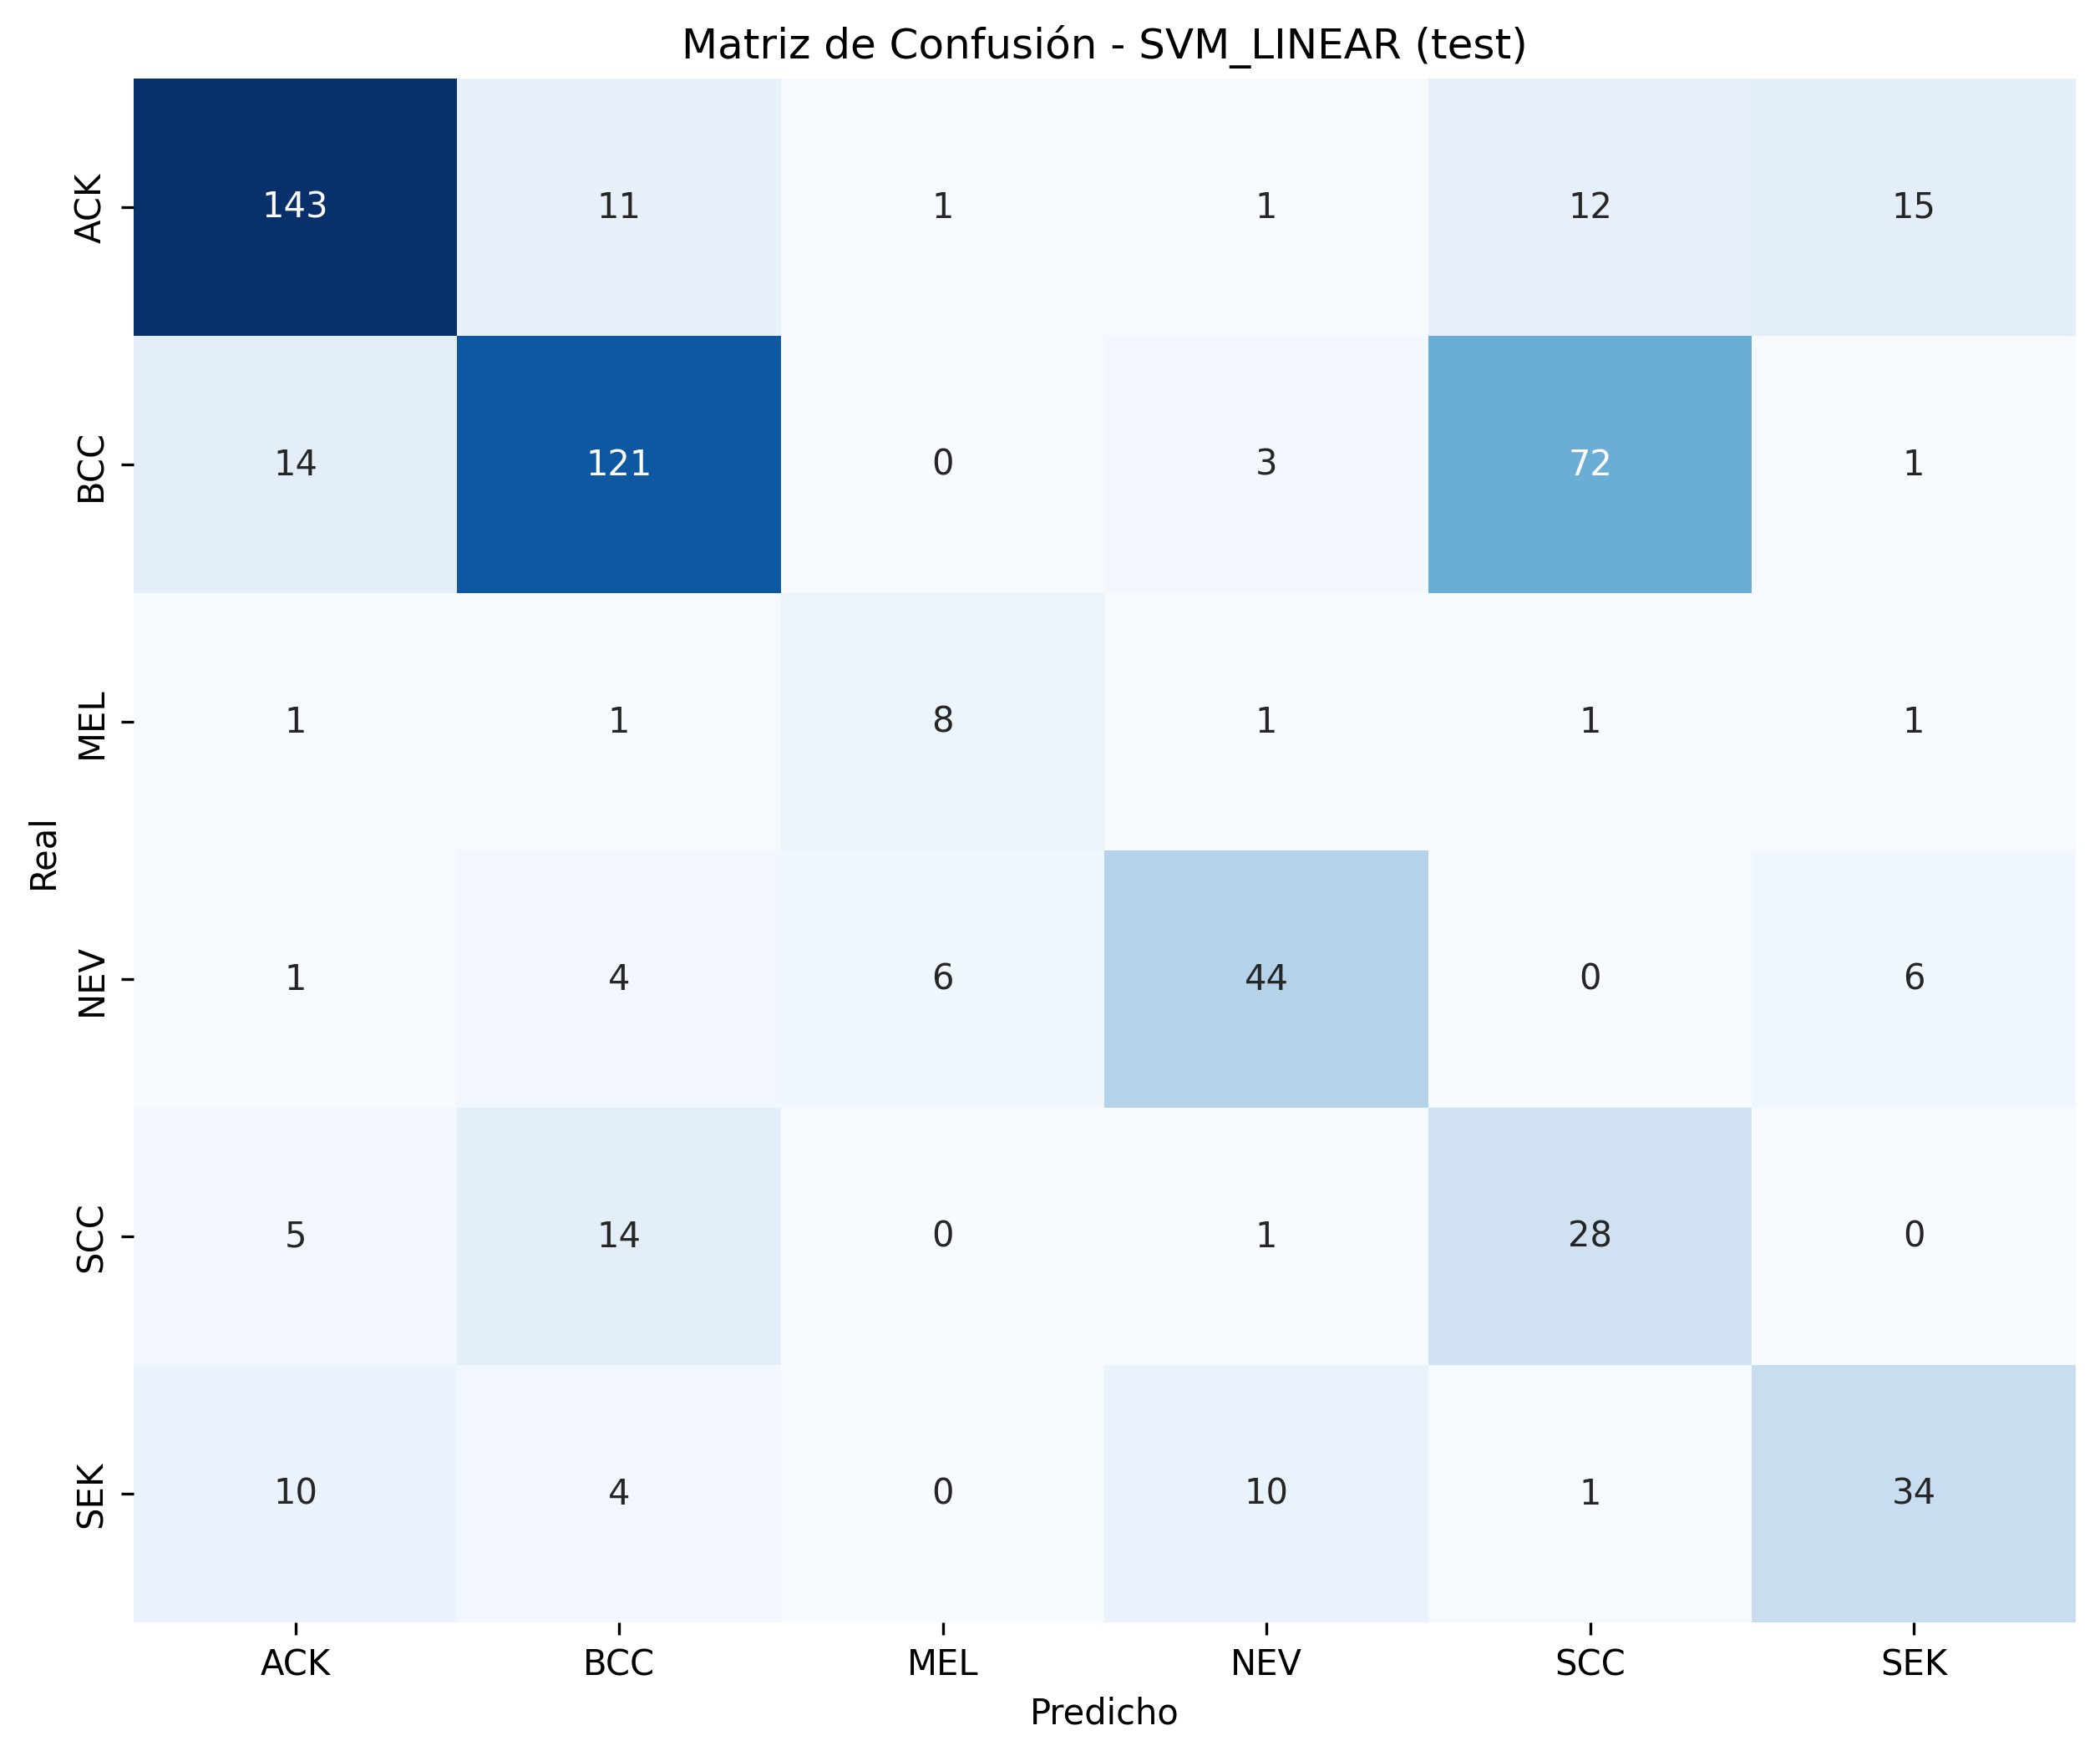 Matriz de Confusión - SVM_LINEAR (test)
Real
ACK 143 11 1 1 12 15
BCC 14 121 0 3 72 1
MEL 1 1 8 1 1 1
NEV 1 4 6 44 0 6
SCC 5 14 0 1 28 0
SEK 10 4 0 10 1 34
ACK BCC MEL NEV SCC SEK
Predicho